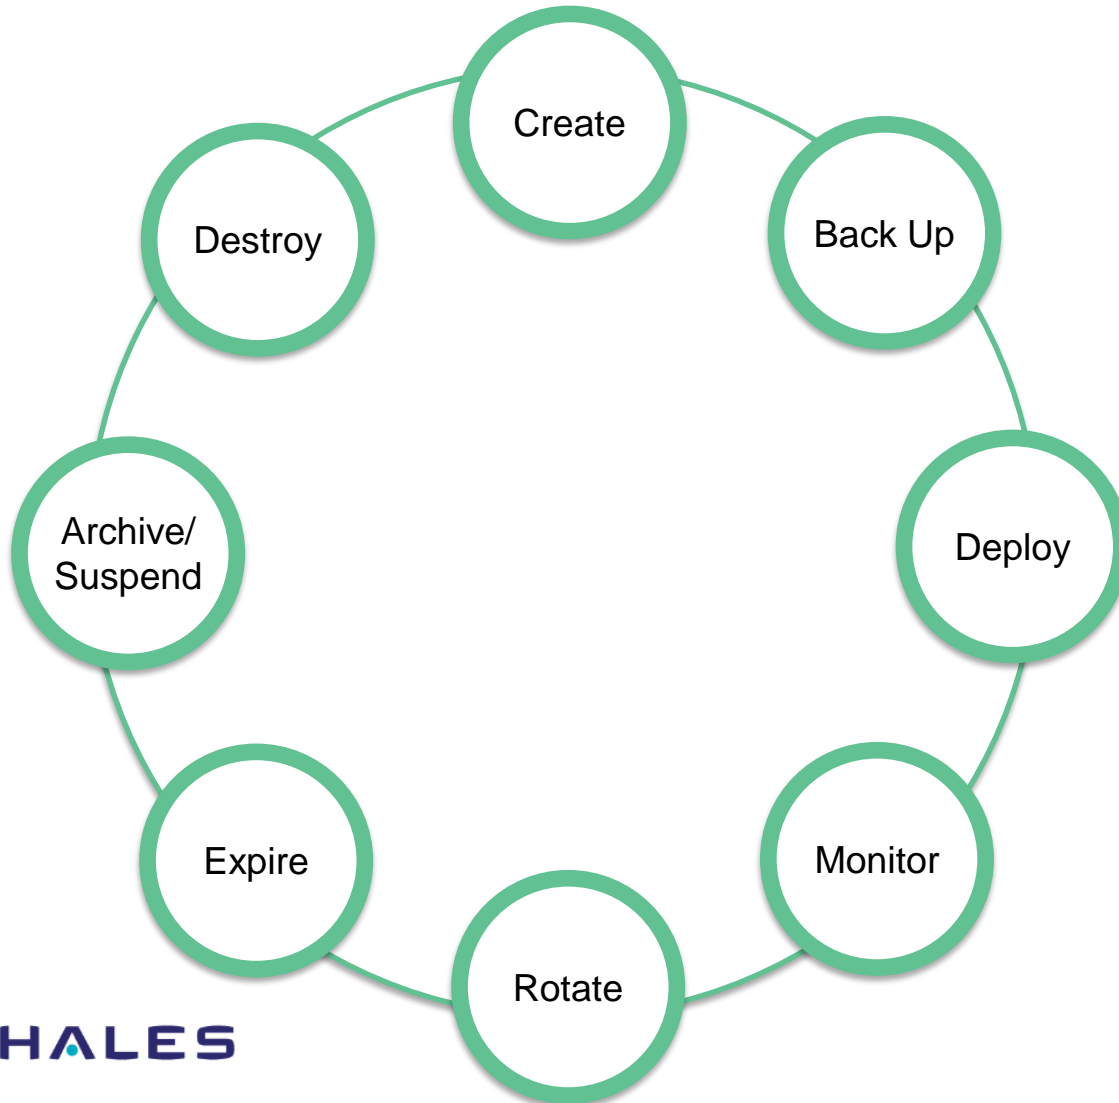 Create
Back Up
Deploy
Monitor
Rotate
Expire
Archive/
Suspend
Destroy
HALES